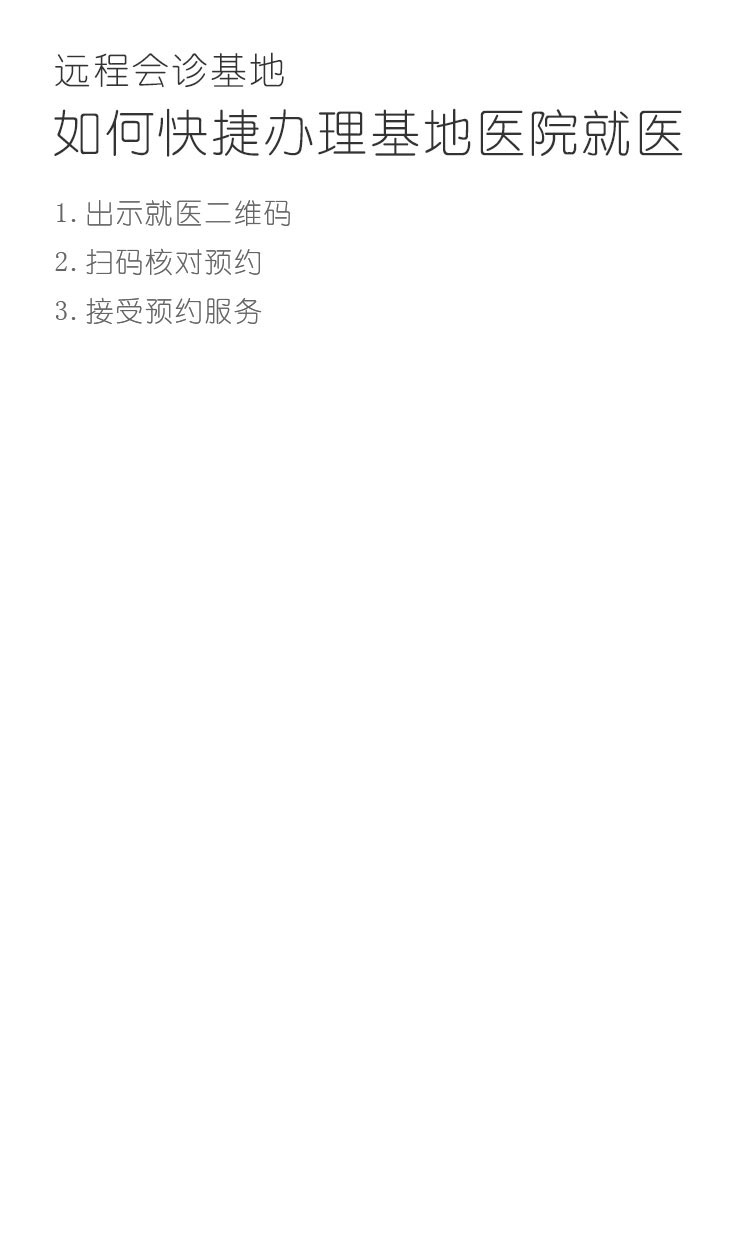 远程会诊基地
如何快捷办理基地医院就医
1. 出示就医二维码
2. 扫码核对预约
3. 接受预约服务